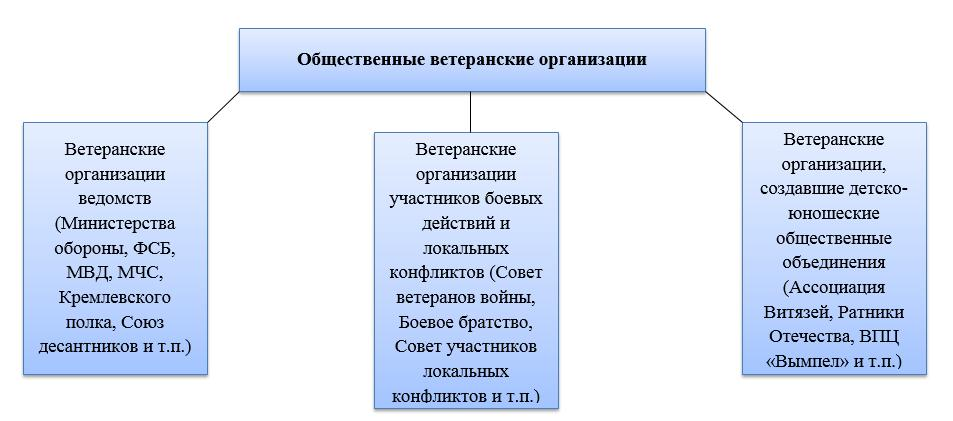 Общественные ветеранские организации
Ветеранские
организации
ведомств
(Министерства
обороны, ФСБ,
МВД, МЧС,
Кремлевского
полка, Союз
десантников и т.п.)
Ветеранские
организации
участников боевых
действий и
локальных
конфликтов (Совет
ветеранов войны,
Боевое братство,
Совет участников
локальных
конфликтов и т.п.)
Ветеранские
организации,
создавшие детско-
юношеские
общественные
объединения
(Ассоциация
Витязей, Ратники
Отечества, ВПЦ
«Вымпел» и т.п.)